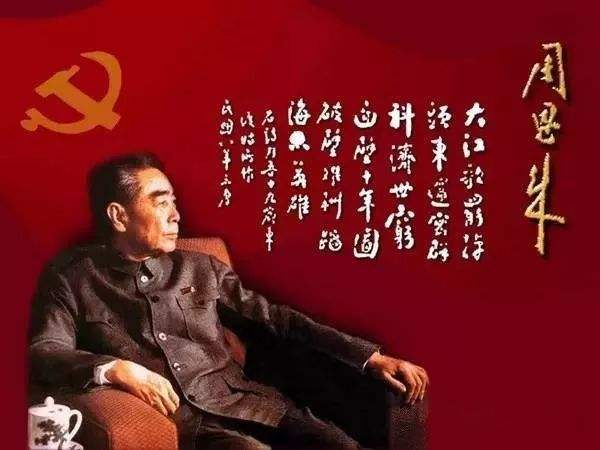 周恩来
大江歌罷掉
頭東邃密群
科濟世窮
面壁十年圖
破壁難酬蹈
海亦英雄
右詩乃吾十九歲東
渡時所作
民國八年三月